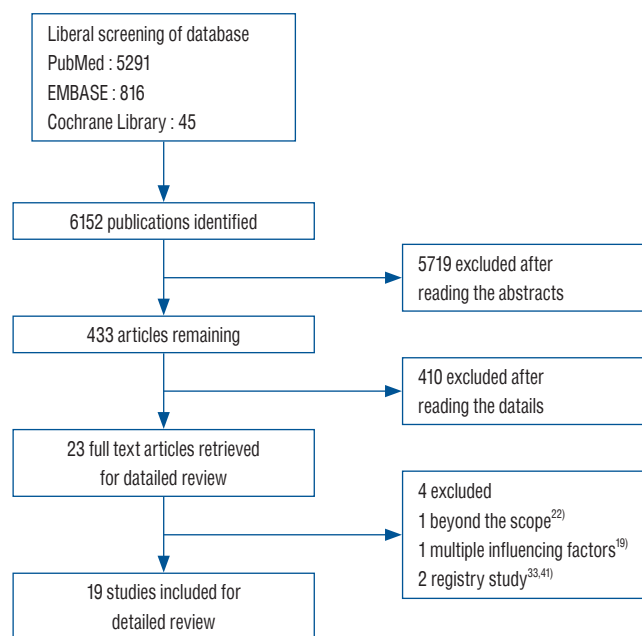 Liberal screening of database
PubMed : 5291
EMBASE : 816
Cochrane Library : 45
6152 publications identified
5719 excluded after
reading the abstracts
433 articles remaining
410 excluded after
reading the datails
23 full text articles retrieved
for datailed review
4 excluded
1 beyond the scope22)
1 multiple influencing factors19)
2 registry study33,41)
19 studies included for
detailed review